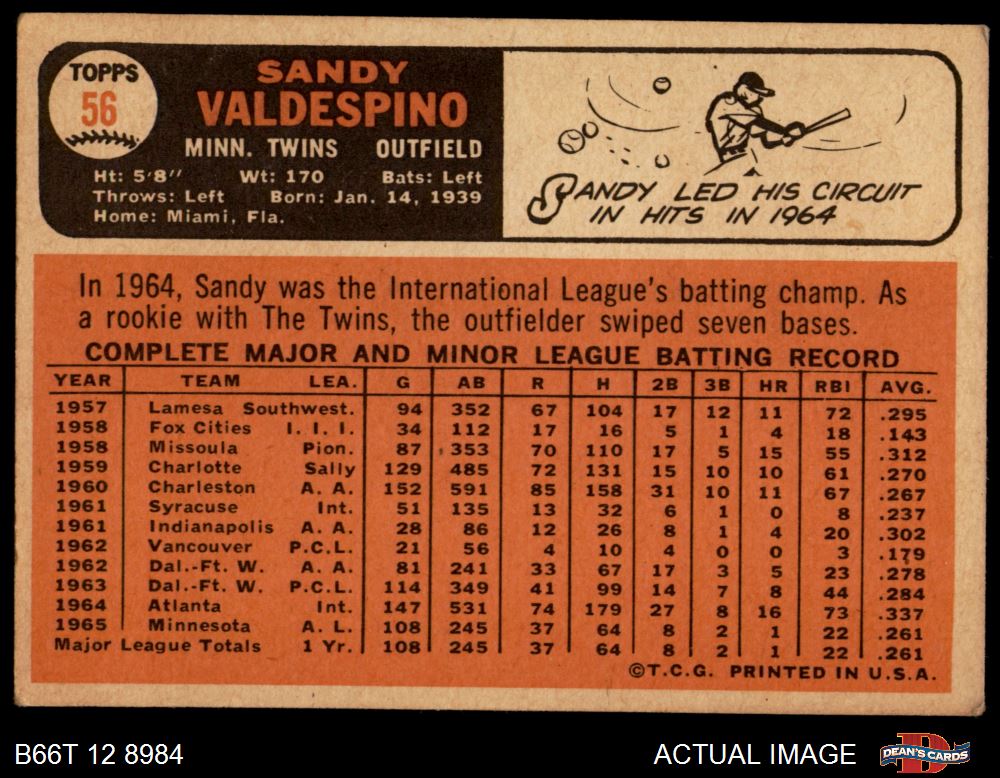 TOPPS
56
SANDY
VALDESPINO
MINN. TWINS OUTFIELD
Ht: 5'8" Wt: 170 Bats: Left
Throws: Left Born: Jan. 14, 1939
Home: Miami, Fla.
SANDY LED HIS CIRCUIT
IN HITS IN 1964
In 1964, Sandy was the International League's batting champ. As
a rookie with The Twins, the outfielder swiped seven bases.
COMPLETE MAJOR AND MINOR LEAGUE BATTING RECORD
YEAR TEAM LEA. G AB R H 2B 3B HR RBI AVG.
1957 Lamesa Southwest. 94 352 67 104 17 12 11 72 .295
1958 Fox Cities I. I. I. 34 112 17 16 5 1 4 18 .143
1958 Missoula Pion. 87 353 70 110 17 5 15 55 .312
1959 Charlotte Sally 129 485 72 131 15 10 10 61 .270
1960 Charleston A. A. 152 591 85 158 31 10 11 67 .267
1961 Syracuse Int. 51 135 13 32 6 1 0 8 .237
1961 Indianapolis A. A. 28 86 12 26 8 1 4 20 .302
1962 Vancouver P.C.L. 21 56 4 10 4 0 0 3 .179
1962 Dal.-Ft. W. A. A. 81 241 33 67 17 3 5 23 .278
1963 Dal.-Ft. W. P.C.L. 114 349 41 99 14 7 8 44 .284
1964 Atlanta Int. 147 531 74 179 27 8 16 73 .337
1965 Minnesota A. L. 108 245 37 64 8 2 1 22 .261
Major League Totals 1 Yr. 108 245 37 64 8 2 1 22 .261
©T.C.G. PRINTED IN U.S.A.
B66T 12 8984 ACTUAL IMAGE DEAN'S CARDS